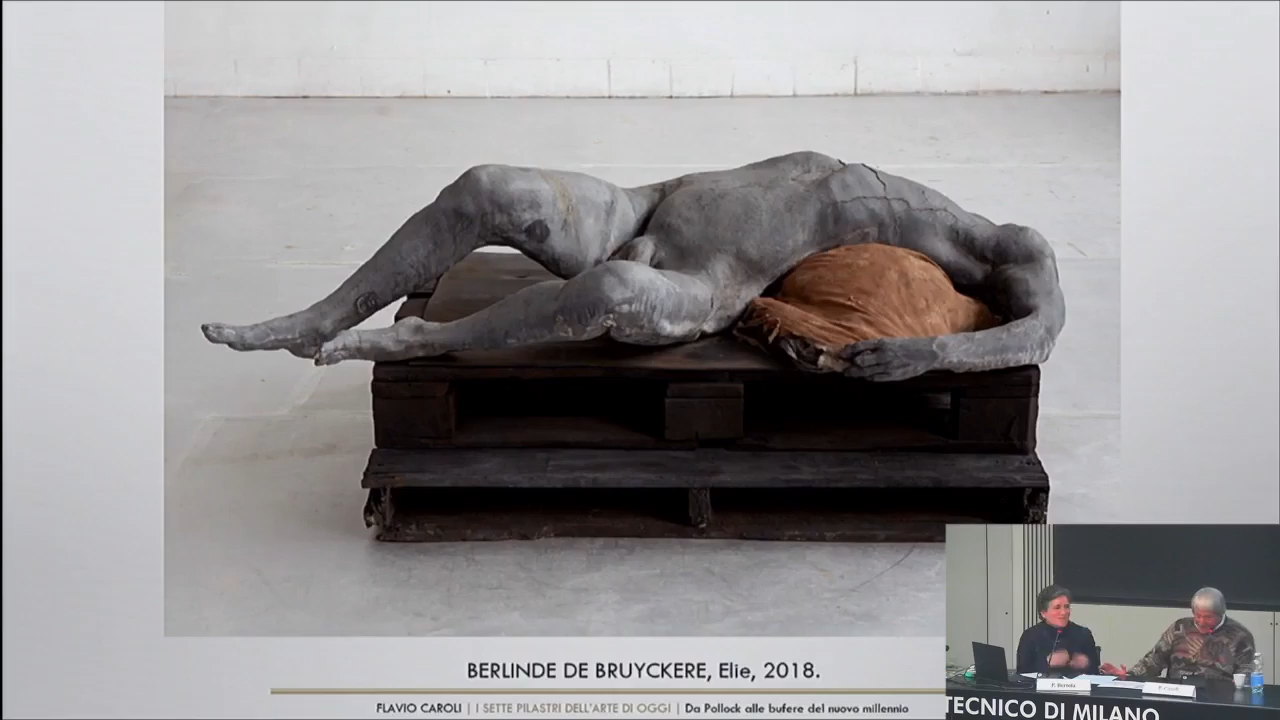 BERLINDE DE BRUYCKERE, Elie, 2018.
FLAVIO CAROLI | I SETTE PILASTRI DELL'ARTE DI OGGI | Da Pollock alle bufere del nuovo millennio
TECNICO DI MILANO